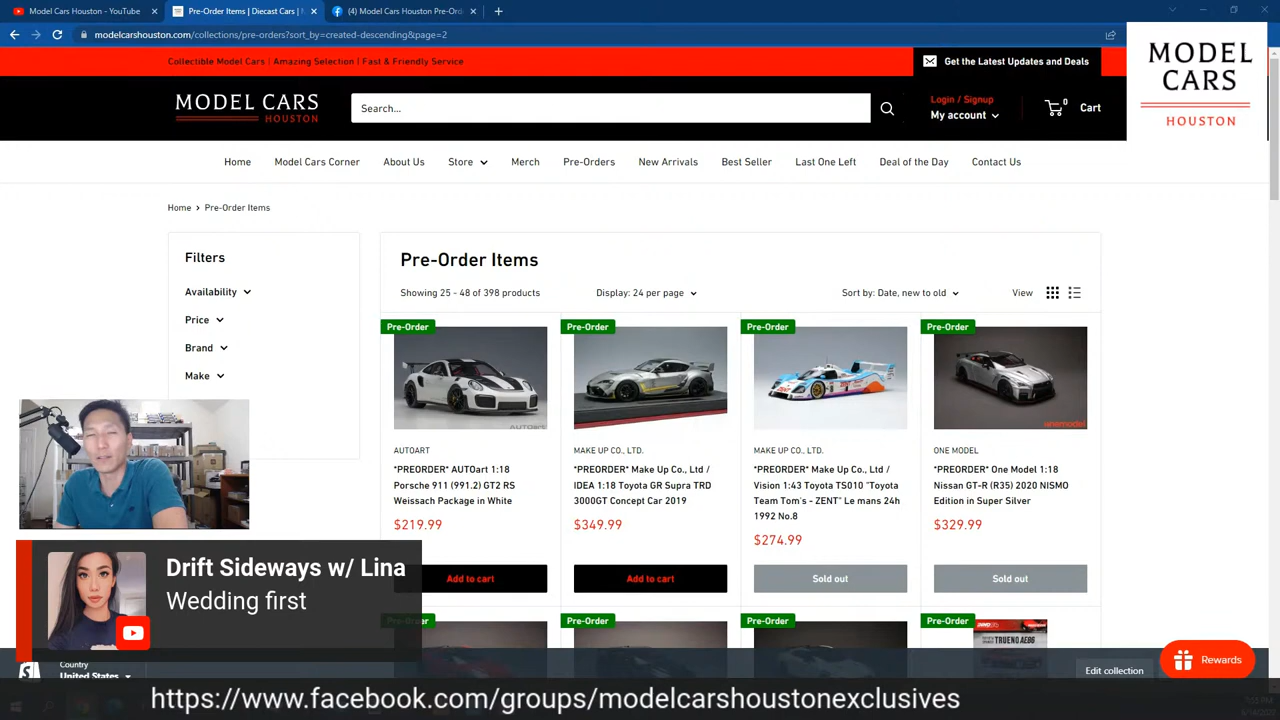 Model Cars Houston - YouTube
Pre-Order Items | Diecast Cars |
(4) Model Cars Houston Pre-Or
modelcarshouston.com/collections/pre-orders?sort_by=created-descending&page=2
Collectible Model Cars | Amazing Selection | Fast & Friendly Service
Get the Latest Updates and Deals
MODEL CARS
HOUSTON
MODEL CARS
HOUSTON
Search...
Login / Signup
My account
0
Cart
Home
Model Cars Corner
About Us
Store
Merch
Pre-Orders
New Arrivals
Best Seller
Last One Left
Deal of the Day
Contact Us
Home > Pre-Order Items
Filters
Availability
Price
Brand
Make
Pre-Order Items
Showing 25 - 48 of 398 products
Display: 24 per page
Sort by: Date, new to old
View
Pre-Order
Pre-Order
Pre-Order
Pre-Order
AUTOart
onemodel
AUTOART
*PREORDER* AUTOart 1:18
Porsche 911 (991.2) GT2 RS
Weissach Package in White
$219.99
Add to cart
MAKE UP CO., LTD.
*PREORDER* Make Up Co., Ltd /
IDEA 1:18 Toyota GR Supra TRD
3000GT Concept Car 2019
$349.99
Add to cart
MAKE UP CO., LTD.
*PREORDER* Make Up Co., Ltd /
Vision 1:43 Toyota TS010 "Toyota
Team Tom's - ZENT" Le mans 24h
1992 No.8
$274.99
Sold out
ONE MODEL
*PREORDER* One Model 1:18
Nissan GT-R (R35) 2020 NISMO
Edition in Super Silver
$329.99
Sold out
Drift Sideways w/ Lina
Wedding first
Pre-Order
Pre-Order
Pre-Order
Pre-Order
TRUENO AE86
Country
United States
Edit collection
Rewards
https://www.facebook.com/groups/modelcarshoustonexclusives